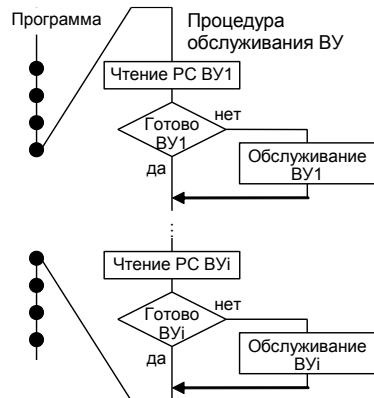 Программа
Процедура
обслуживания ВУ
Чтение РС ВУ1
Готово
ВУ1
нет
да
Обслуживание
ВУ1
Чтение РС ВУi
Готово
ВУi
нет
да
Обслуживание
ВУi